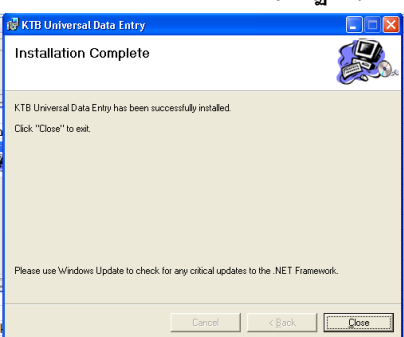 KTB Universal Data Entry
Installation Complete
KTB Universal Data Entry has been successfully installed.
Click "Close" to exit.
Please use Windows Update to check for any critical updates to the .NET Framework.
Cancel < Back Close